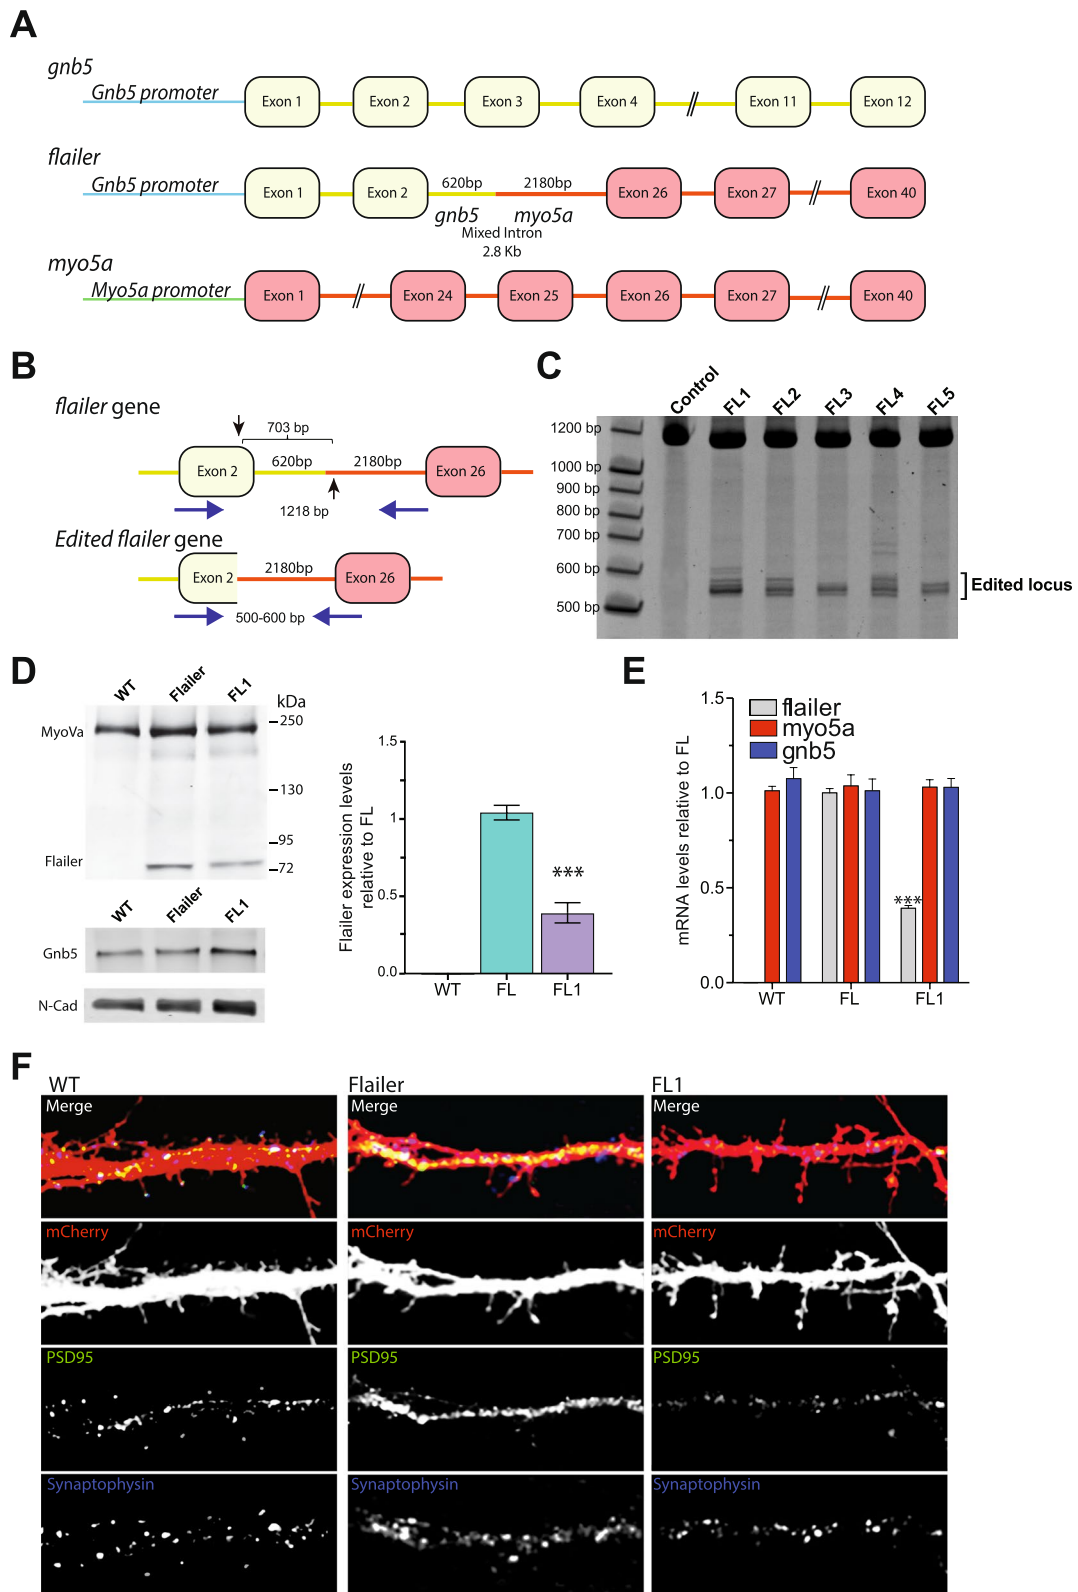 A
gnb5
Gnb5 promoter
Exon 1
Exon 2
Exon 3
Exon 4
Exon 11
Exon 12
flailer
Gnb5 promoter
Exon 1
Exon 2
620bp
2180bp
Exon 26
Exon 27
Exon 40
gnb5
myo5a
Mixed Intron
2.8 Kb
myo5a
Myo5a promoter
Exon 1
Exon 24
Exon 25
Exon 26
Exon 27
Exon 40
B
flailer gene
703 bp
Exon 2
620bp
2180bp
Exon 26
1218 bp
Edited flailer gene
Exon 2
2180bp
Exon 26
500-600 bp
C
Control
FL1
FL2
FL3
FL4
FL5
1200 bp
1000 bp
900 bp
800 bp
700 bp
600 bp
500 bp
Edited locus
D
WT
Flailer
FL1
kDa
MyoVa
250
130
95
Flailer
72
WT
Flailer
FL1
Gnb5
N-Cad
Flailer expression levels
relative to FL
1.5
1
0.5
0.0
***
WT
FL
FL1
E
mRNA levels relative to FL
1.5
1.0
0.5
0.0
flailer
myo5a
gnb5
***
WT
FL
FL1
F
WT
Flailer
FL1
Merge
Merge
Merge
mCherry
mCherry
mCherry
PSD95
PSD95
PSD95
Synaptophysin
Synaptophysin
Synaptophysin